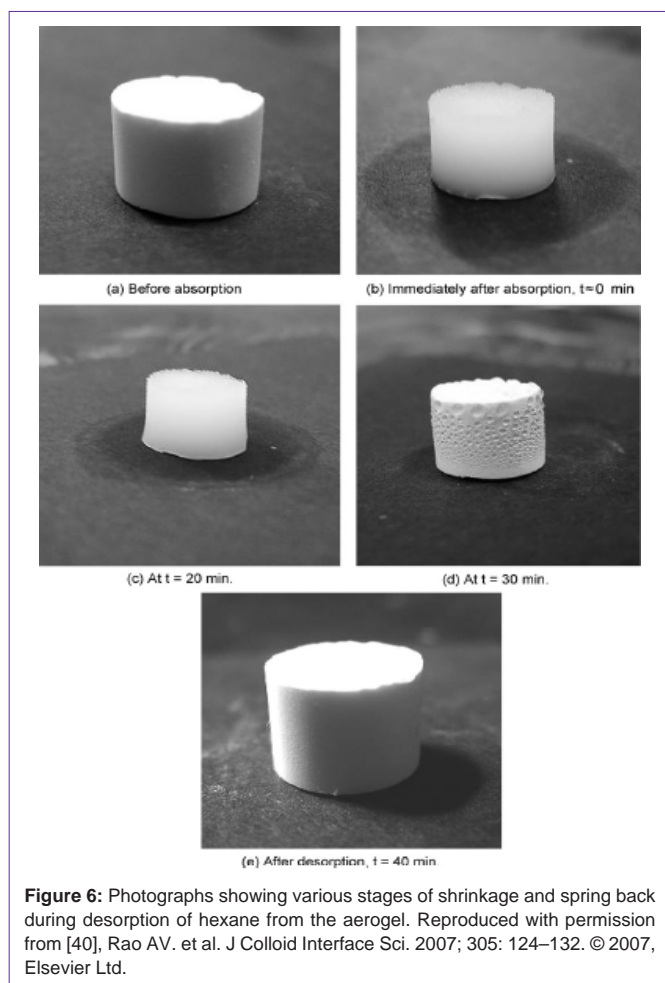 (a) Before absorption
(b) Immediately after absorption, t=0 min
(c) At t = 20 min.
(d) At t = 30 min.
(e) After desorption, t = 40 min.
Figure 6: Photographs showing various stages of shrinkage and spring back
during desorption of hexane from the aerogel. Reproduced with permission
from [40], Rao AV. et al. J Colloid Interface Sci. 2007; 305: 124–132. © 2007,
Elsevier Ltd.